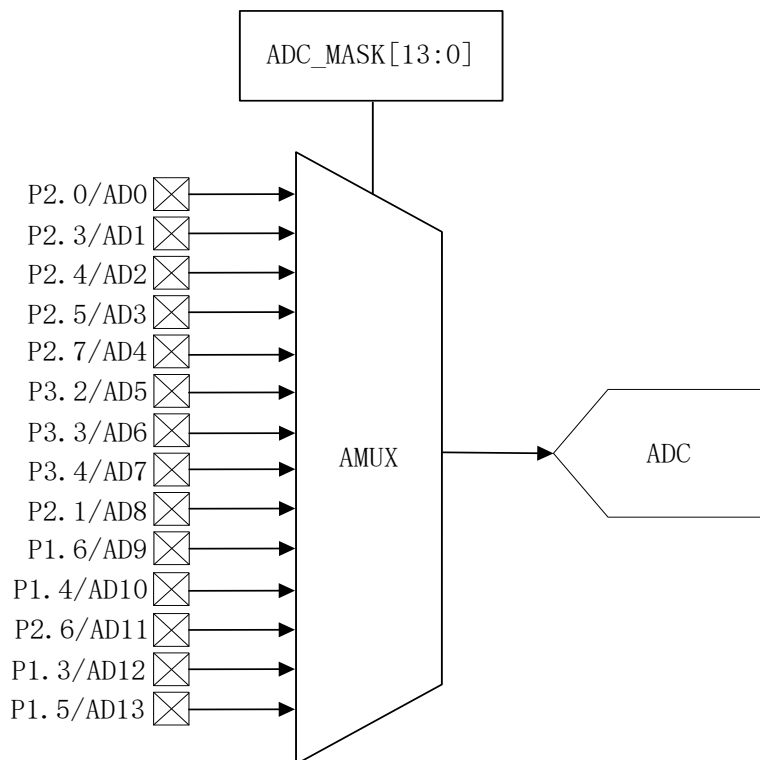 ADC_MASK[13:0]
P2.0/AD0
P2.3/AD1
P2.4/AD2
P2.5/AD3
P2.7/AD4
P3.2/AD5
P3.3/AD6
P3.4/AD7
P2.1/AD8
P1.6/AD9
P1.4/AD10
P2.6/AD11
P1.3/AD12
P1.5/AD13
AMUX
ADC